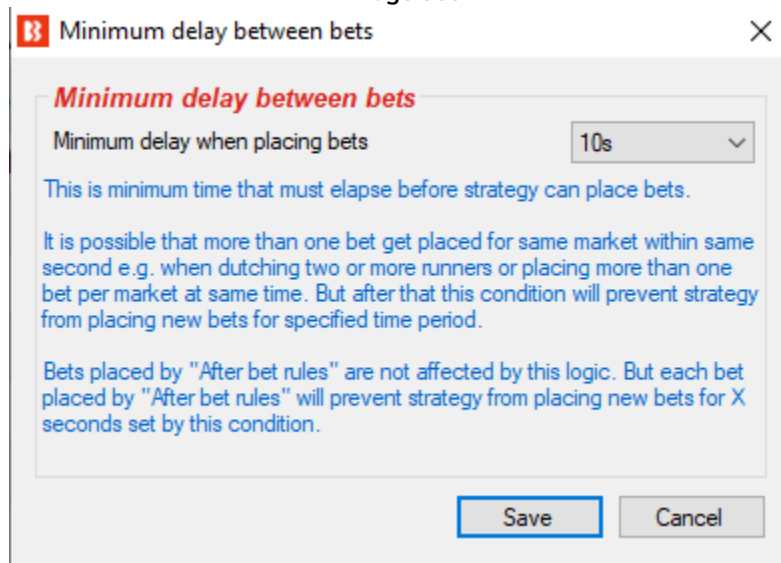 Minimum delay between bets
Minimum delay between bets
Minimum delay when placing bets 10s
This is minimum time that must elapse before strategy can place bets.
It is possible that more than one bet get placed for same market within same
second e.g. when dutching two or more runners or placing more than one
bet per market at same time. But after that this condition will prevent strategy
from placing new bets for specified time period.
Bets placed by "After bet rules" are not affected by this logic. But each bet
placed by "After bet rules" will prevent strategy from placing new bets for X
seconds set by this condition.
Save Cancel